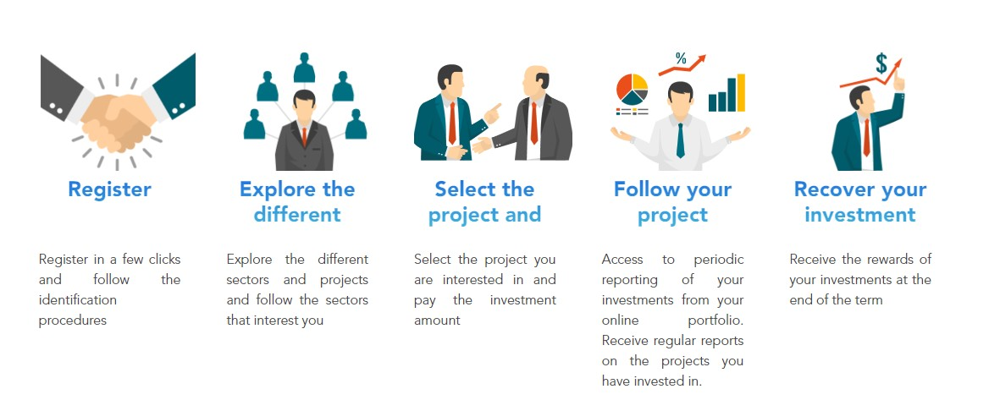 %
$
Register
Explore the
different
Select the
project and
Follow your
project
Recover your
investment
Register in a few clicks
and follow the
identification
procedures
Explore the different
sectors and projects
and follow the sectors
that interest you
Select the project you
are interested in and
pay the investment
amount
Access to periodic
reporting of your
investments from your
online portfolio.
Receive regular reports
on the projects you
have invested in.
Receive the rewards of
your investments at the
end of the term